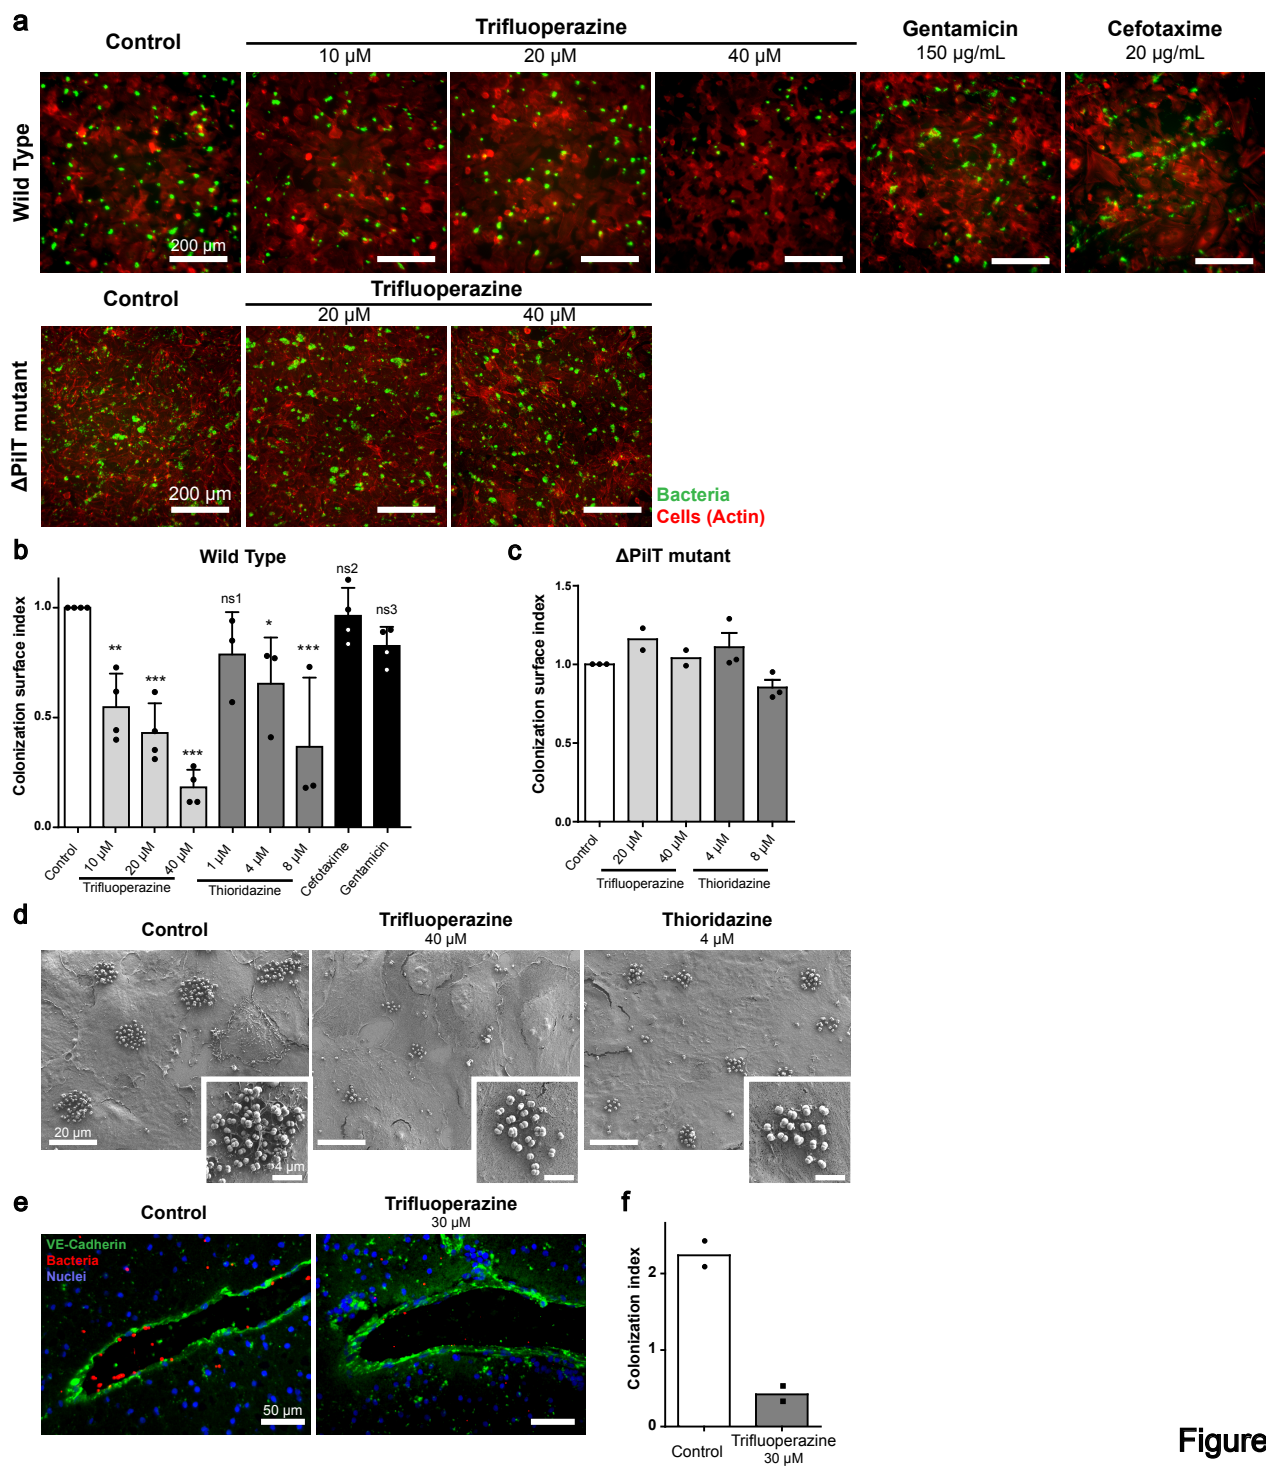 a
Control
Trifluoperazine
10 µM
20 µM
40 µM
Gentamicin
150 µg/mL
Cefotaxime
20 µg/mL
Wild Type
200 µm
Control
Trifluoperazine
20 µM
40 µM
ΔPilT mutant
200 µm
Bacteria
Cells (Actin)
b
Wild Type
Colonization surface index
1.0
0.5
0.0
**
***
***
ns1
*
***
ns2
ns3
Control
10 µM
20 µM
40 µM
1 µM
4 µM
8 µM
Cefotaxime
Gentamicin
Trifluoperazine
Thioridazine
c
ΔPilT mutant
Colonization surface index
1.5
1.0
0.5
0.0
Control
20 µM
40 µM
4 µM
8 µM
Trifluoperazine
Thioridazine
d
Control
Trifluoperazine
40 µM
Thioridazine
4 µM
20 µm
4 µm
e
Control
Trifluoperazine
30 µM
VE-Cadherin
Bacteria
Nuclei
50 µm
f
Colonization index
2
1
0
Control
Trifluoperazine
30 µM
Figure